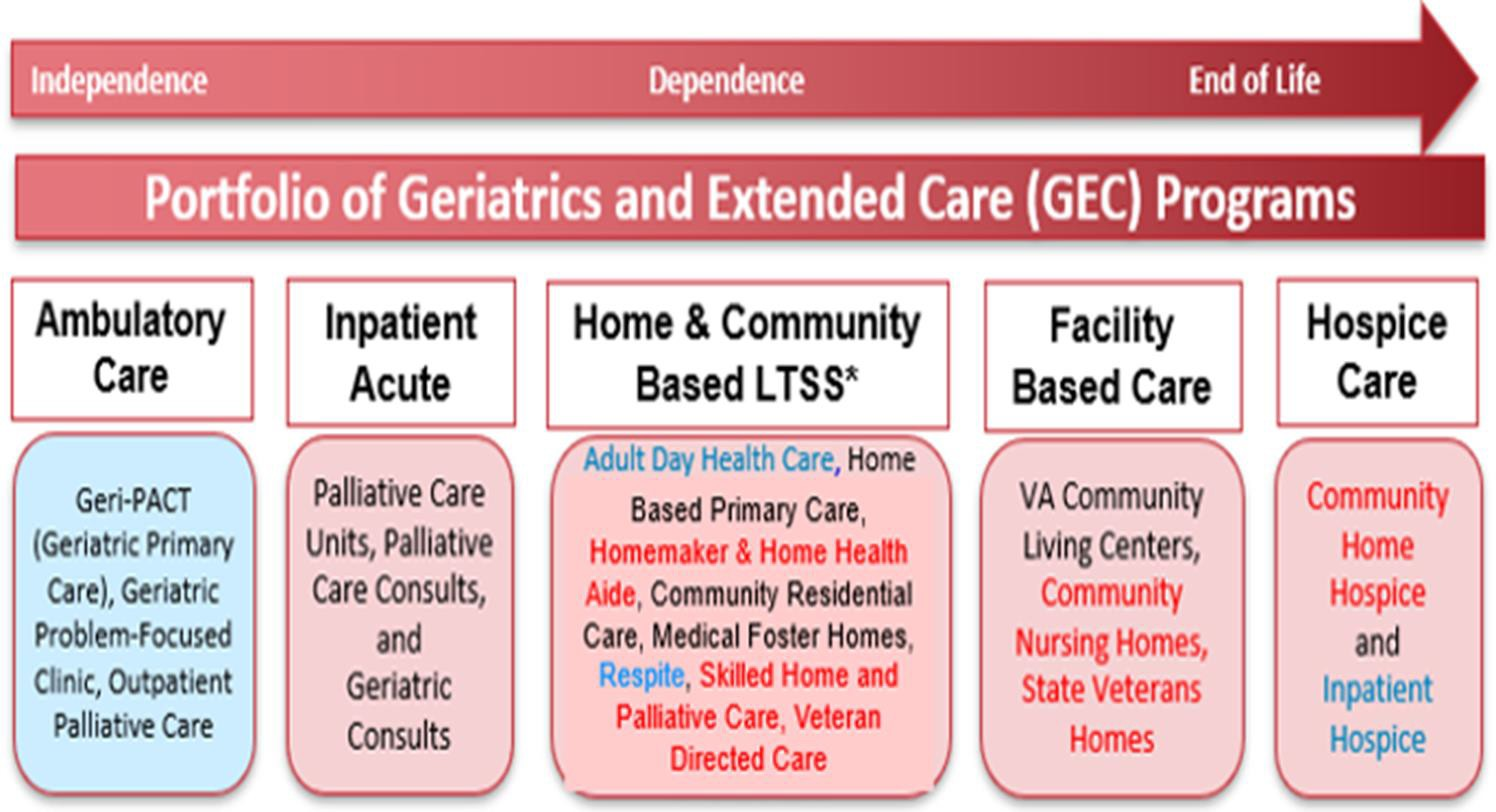 Independence
Dependence
End of Life
Portfolio of Geriatrics and Extended Care (GEC) Programs
Ambulatory
Care
Geri-PACT
(Geriatric Primary
Care), Geriatric
Problem-Focused
Clinic, Outpatient
Palliative Care
Inpatient
Acute
Palliative Care
Units, Palliative
Care Consults,
and
Geriatric
Consults
Home & Community
Based LTSS*
Adult Day Health Care, Home
Based Primary Care,
Homemaker & Home Health
Aide, Community Residential
Care, Medical Foster Homes,
Respite, Skilled Home and
Palliative Care, Veteran
Directed Care
Facility
Based Care
VA Community
Living Centers,
Community
Nursing Homes,
State Veterans
Homes
Hospice
Care
Community
Home
Hospice
and
Inpatient
Hospice